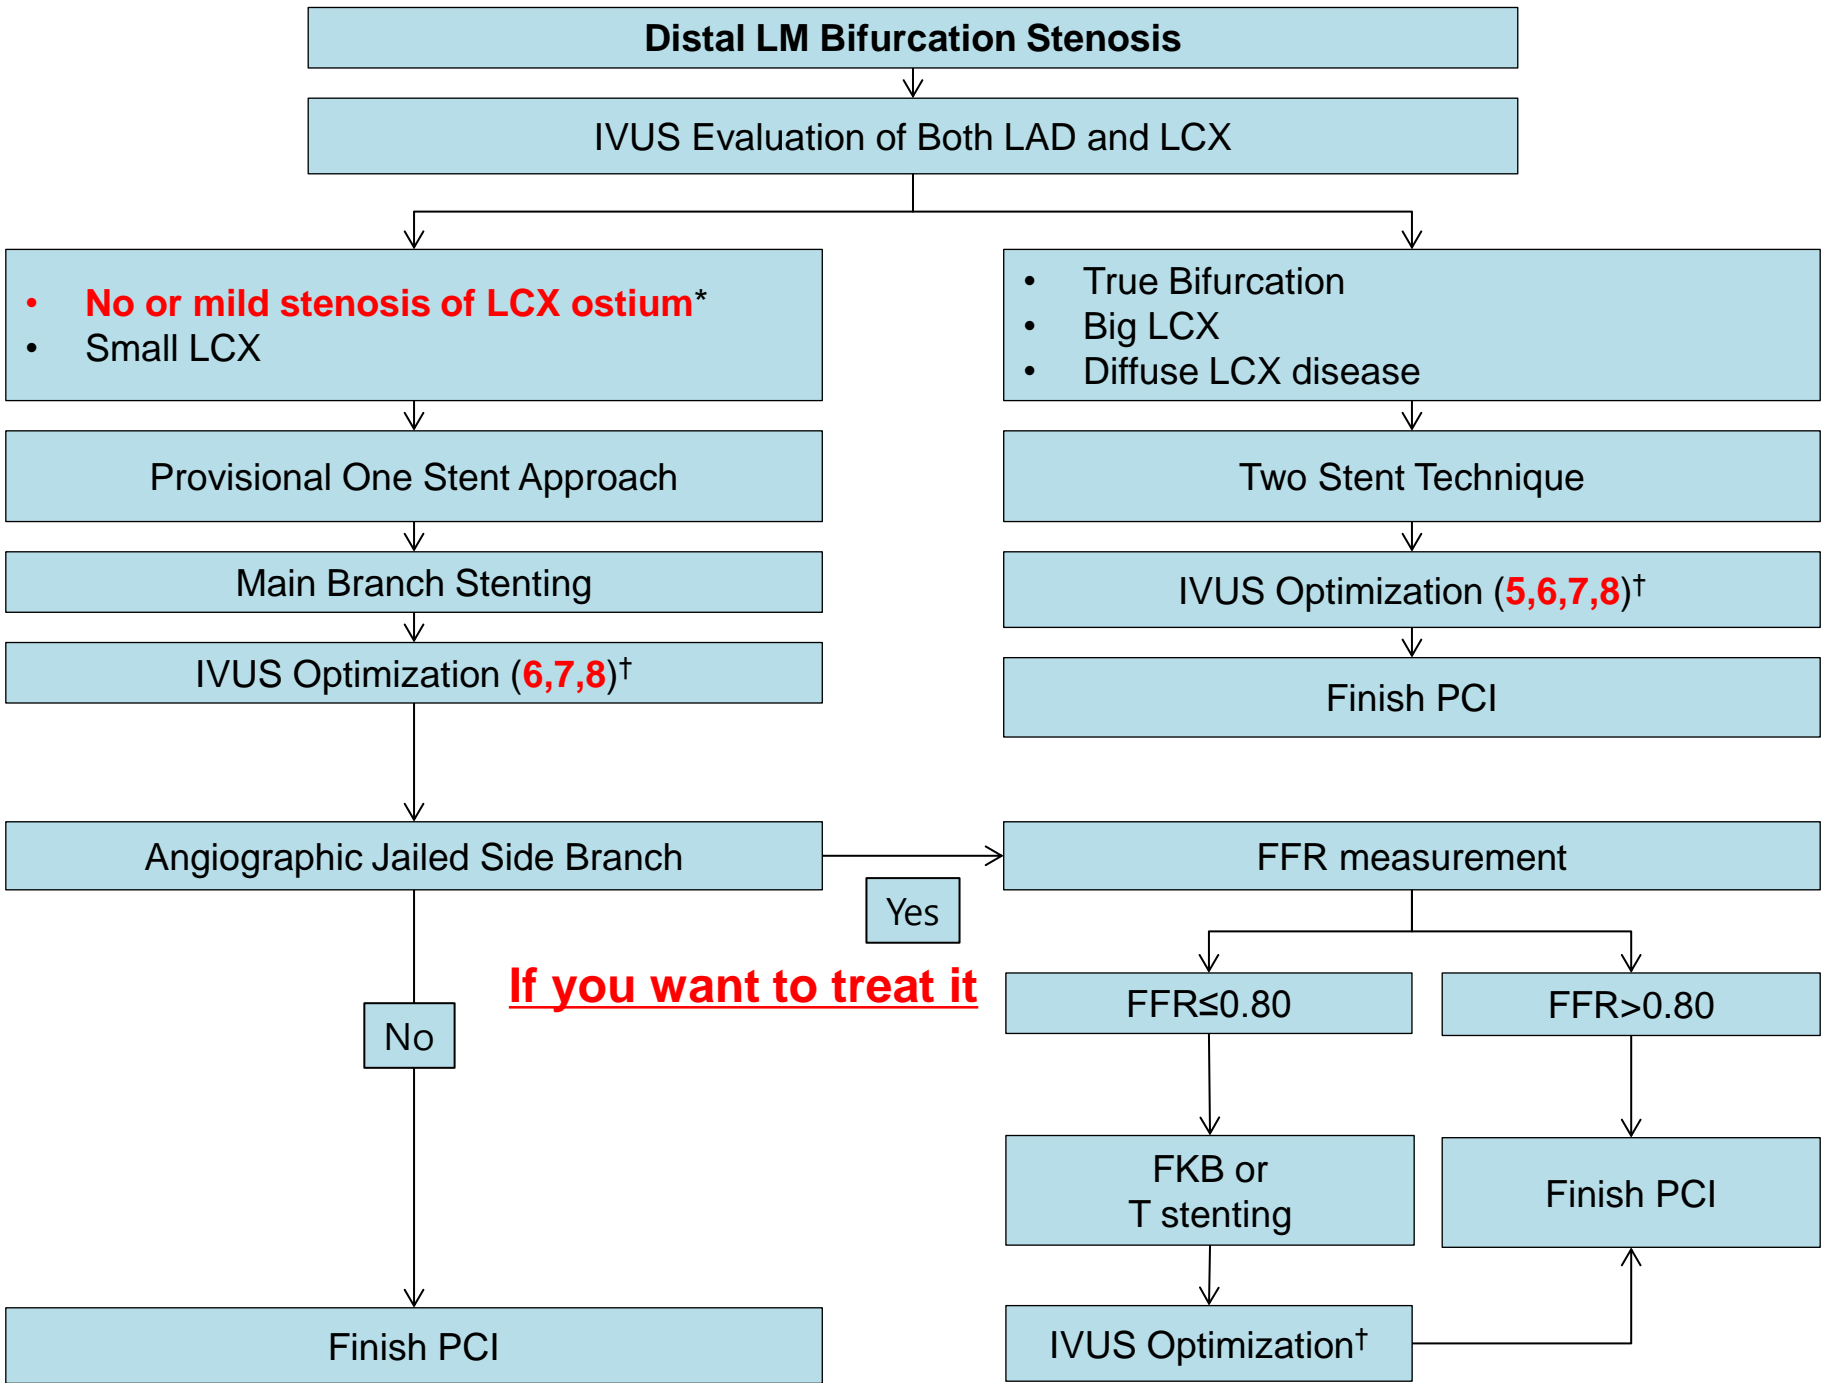 Distal LM Bifurcation Stenosis
IVUS Evaluation of Both LAD and LCX
• No or mild stenosis of LCX ostium*
• Small LCX
• True Bifurcation
• Big LCX
• Diffuse LCX disease
Provisional One Stent Approach
Two Stent Technique
Main Branch Stenting
IVUS Optimization (5,6,7,8)†
IVUS Optimization (6,7,8)†
Finish PCI
Angiographic Jailed Side Branch
Yes
FFR measurement
If you want to treat it
No
FFR≤0.80
FFR>0.80
FKB or
T stenting
Finish PCI
IVUS Optimization†
Finish PCI